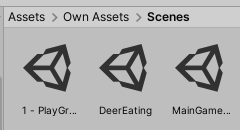 Assets > Own Assets > Scenes
1 - PlayGr... DeerEating MainGame...